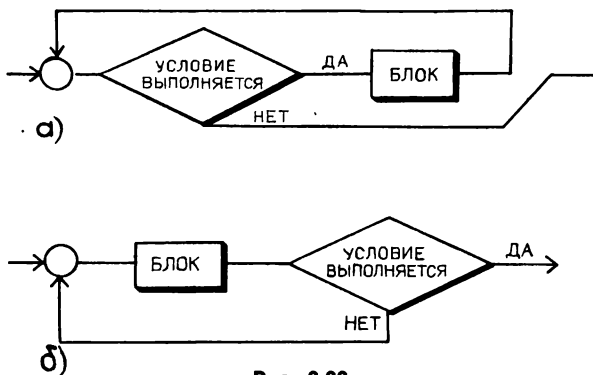 УСЛОВИЕ
ВЫПОЛНЯЕТСЯ
ДА
БЛОК
НЕТ
а)
БЛОК
УСЛОВИЕ
ВЫПОЛНЯЕТСЯ
ДА
НЕТ
б)